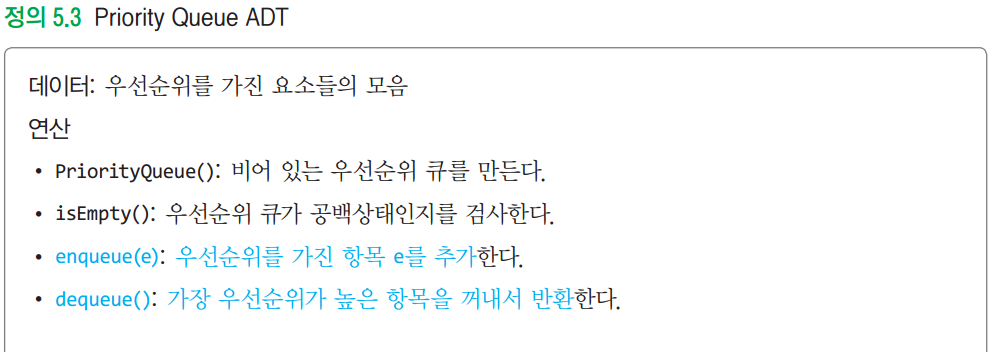 정의 5.3 Priority Queue ADT
데이터: 우선순위를 가진 요소들의 모음
연산
• PriorityQueue(): 비어 있는 우선순위 큐를 만든다.
• isEmpty(): 우선순위 큐가 공백상태인지를 검사한다.
• enqueue(e): 우선순위를 가진 항목 e를 추가한다.
• dequeue(): 가장 우선순위가 높은 항목을 꺼내서 반환한다.